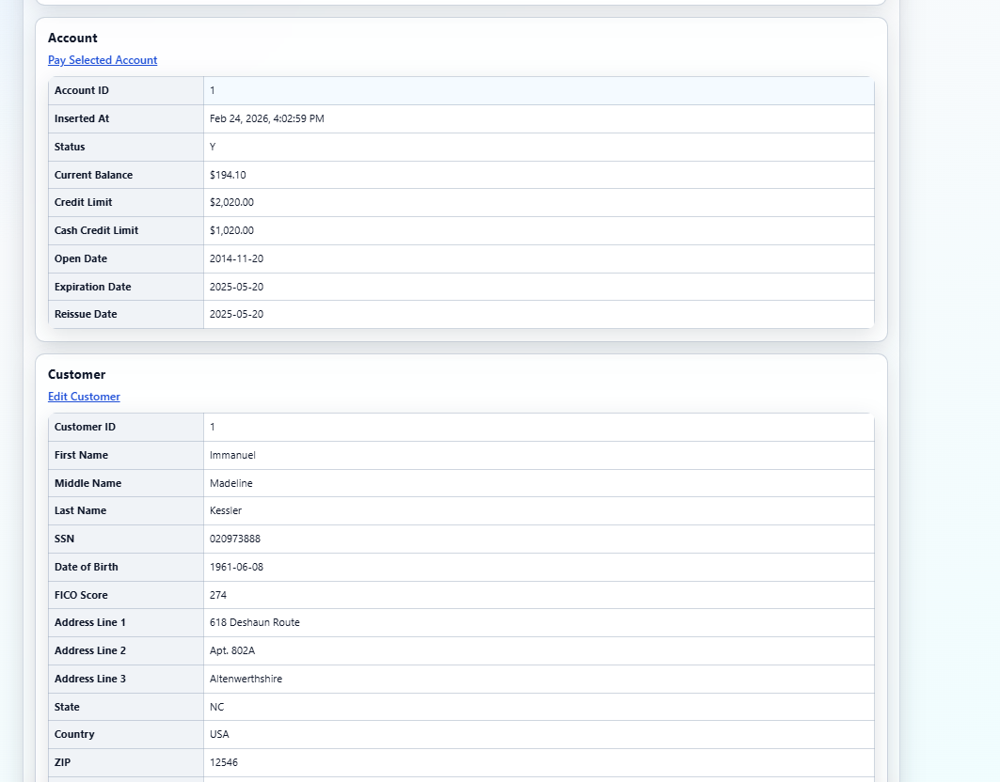 Account
Pay Selected Account
Account ID 1
Inserted At Feb 24, 2026, 4:02:59 PM
Status Y
Current Balance $194.10
Credit Limit $2,020.00
Cash Credit Limit $1,020.00
Open Date 2014-11-20
Expiration Date 2025-05-20
Reissue Date 2025-05-20
Customer
Edit Customer
Customer ID 1
First Name Immanuel
Middle Name Madeline
Last Name Kessler
SSN 020973888
Date of Birth 1961-06-08
FICO Score 274
Address Line 1 618 Deshaun Route
Address Line 2 Apt. 802A
Address Line 3 Altenwerthshire
State NC
Country USA
ZIP 12546